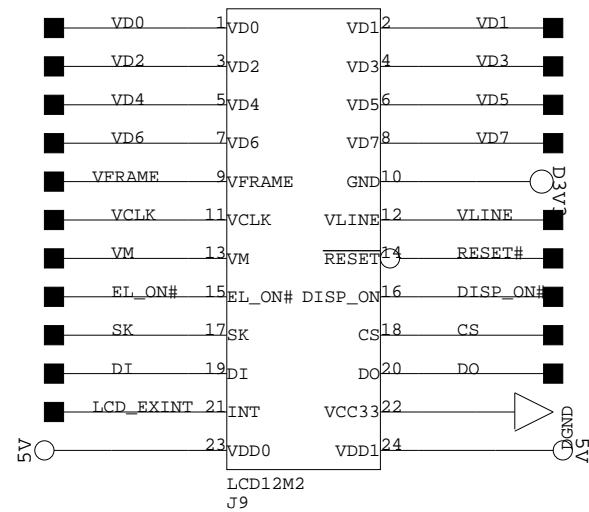 VD0 1 VD0 VD1 2 VD1
VD2 3 VD2 VD3 4 VD3
VD4 5 VD4 VD5 6 VD5
VD6 7 VD6 VD7 8 VD7
VFRAME 9 VFRAME GND 10
VCLK 11 VCLK VLINE 12 VLINE
VM 13 VM RESET 14 RESET#
EL_ON# 15 EL_ON# DISP_ON 16 DISP_ON#
SK 17 SK CS 18 CS
DI 19 DI DO 20 DO
LCD_EXINT 21 INT VCC33 22 DGND
5V 23 VDD0 VDD1 24 5V
LCD12M2
J9